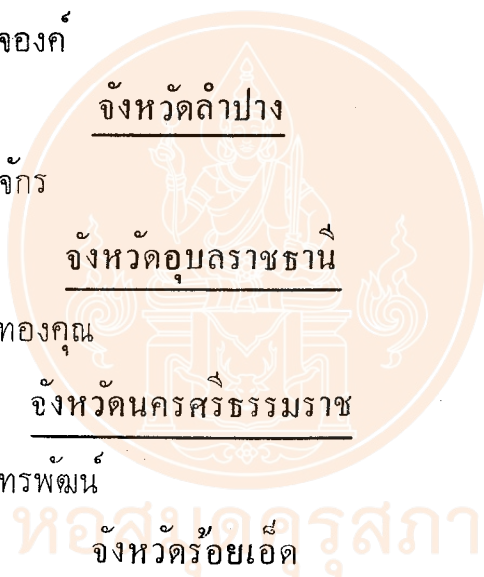 จองค์
จังหวัดลำปาง
จักร
จังหวัดอุบลราชธานี
ทองคุณ
จังหวัดนครศรีธรรมราช
ทรพัฒน์
หอสมุดคุรุสภา
จังหวัดร้อยเอ็ด